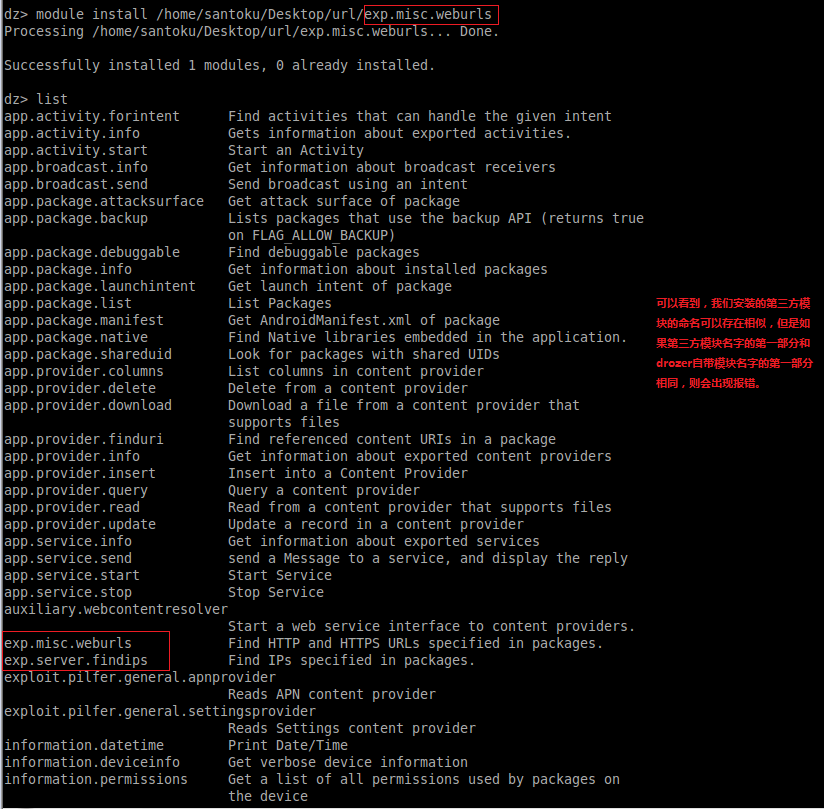 dz> module install /home/santoku/Desktop/url/exp.misc.weburls
Processing /home/santoku/Desktop/url/exp.misc.weburls... Done.
Successfully installed 1 modules, 0 already installed.
dz> list
app.activity.forintent Find activities that can handle the given intent
app.activity.info Gets information about exported activities.
app.activity.start Start an Activity
app.broadcast.info Get information about broadcast receivers
app.broadcast.send Send broadcast using an intent
app.package.attacksurface Get attack surface of package
app.package.backup Lists packages that use the backup API (returns true
on FLAG_ALLOW_BACKUP)
app.package.debuggable Find debuggable packages
app.package.info Get information about installed packages
app.package.launchintent Get launch intent of package
app.package.list List Packages
app.package.manifest Get AndroidManifest.xml of package
app.package.native Find Native libraries embedded in the application.
app.package.shareduid Look for packages with shared UIDs
app.provider.columns List columns in content provider
app.provider.delete Delete from a content provider
app.provider.download Download a file from a content provider that
supports files
app.provider.finduri Find referenced content URIs in a package
app.provider.info Get information about exported content providers
app.provider.insert Insert into a Content Provider
app.provider.query Query a content provider
app.provider.read Read from a content provider that supports files
app.provider.update Update a record in a content provider
app.service.info Get information about exported services
app.service.send send a Message to a service, and display the reply
app.service.start Start Service
app.service.stop Stop Service
auxiliary.webcontentresolver
Start a web service interface to content providers.
exp.misc.weburls Find HTTP and HTTPS URLs specified in packages.
exp.server.findips Find IPs specified in packages.
exploit.pilfer.general.apnprovider
Reads APN content provider
exploit.pilfer.general.settingsprovider
Reads Settings content provider
information.datetime Print Date/Time
information.deviceinfo Get verbose device information
information.permissions Get a list of all permissions used by packages on
the device
可以看到，我们安装的第三方模
块的命名可以存在相似，但是如
果第三方模块名字的第一部分和
drozer自带模块名字的第一部分
相同，则会出现报错。